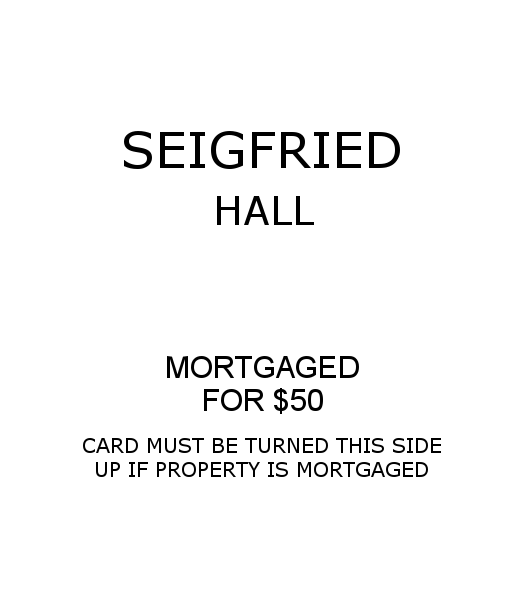 SEIGFRIED
HALL
MORTGAGED
FOR $50
CARD MUST BE TURNED THIS SIDE
UP IF PROPERTY IS MORTGAGED